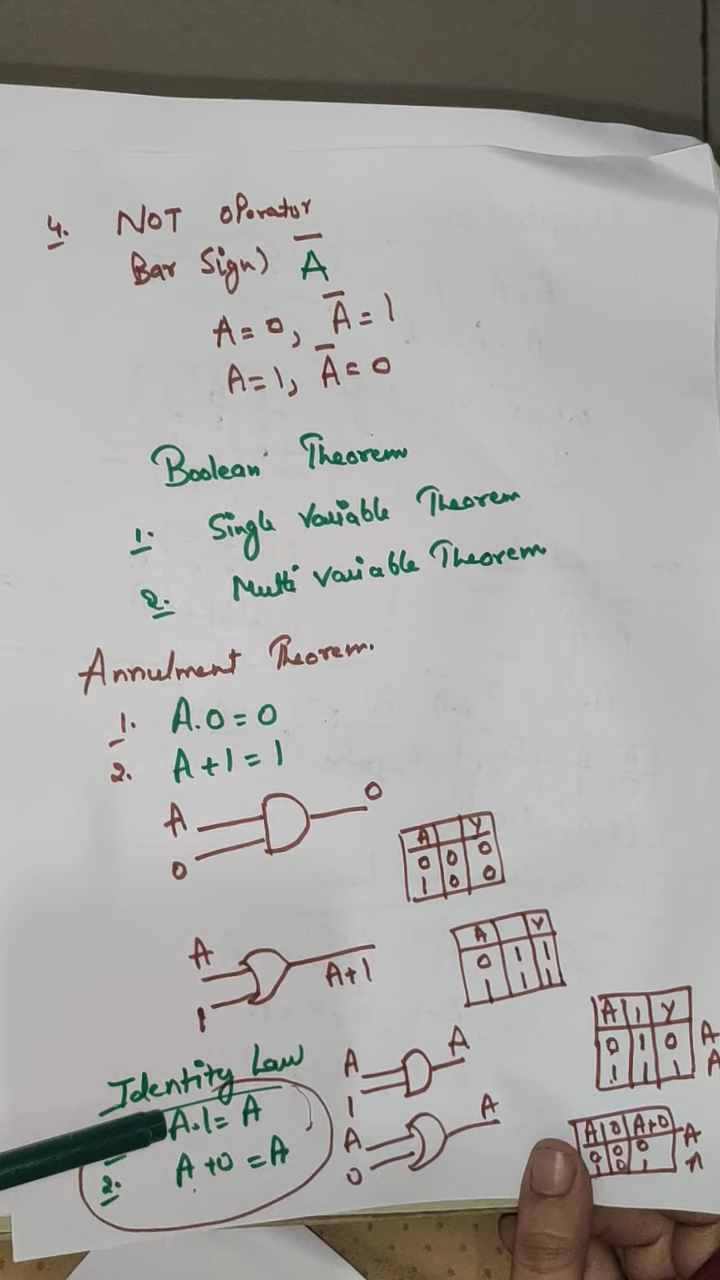 4. NOT operator
Bar Sign) A̅
A = 0, A̅ = 1
A = 1, A̅ = 0
Boolean Theorem
1. Single Variable Theorem
2. Multi Variable Theorem
Annulment Theorem.
1. A.0 = 0
2. A + 1 = 1
A 0 0
A Y
0 0 0
1 0 0
A 1 A+1
A Y
0 1 1
1 1 1
Identity Law
A.1 = A
2. A + 0 = A
A 1 A
A 0 A
A 1 Y
0 1 0 A
1 1 1 A
A 0 A+0
0 0 0 A
1 0 1 A